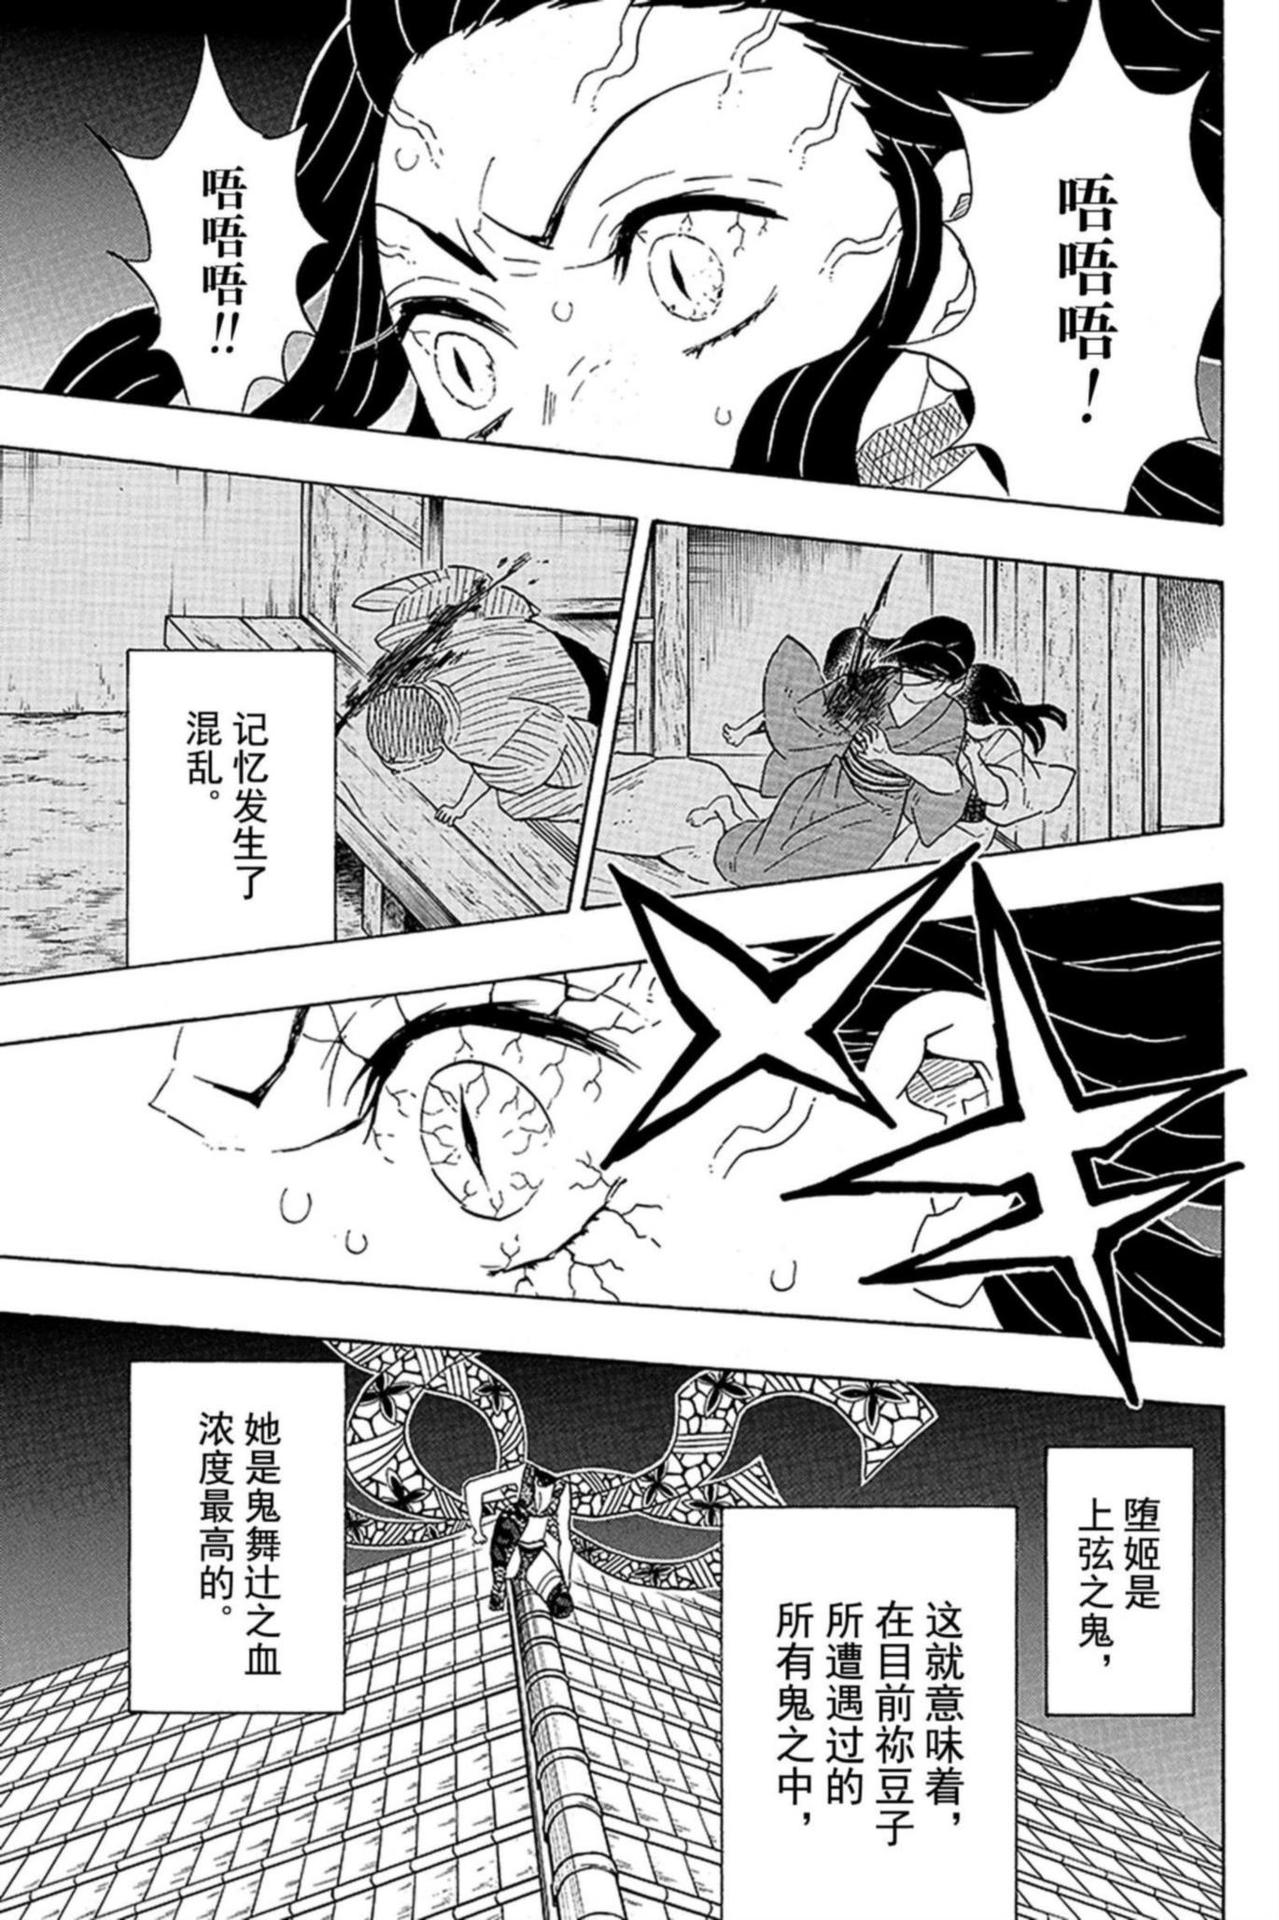 唔唔唔！
唔唔唔!!
记忆发生了
混乱。
堕姬是
上弦之鬼，
这就意味着，
在目前祢豆子
所遭遇过的
所有鬼之中，
她是鬼舞辻之血
浓度最高的。